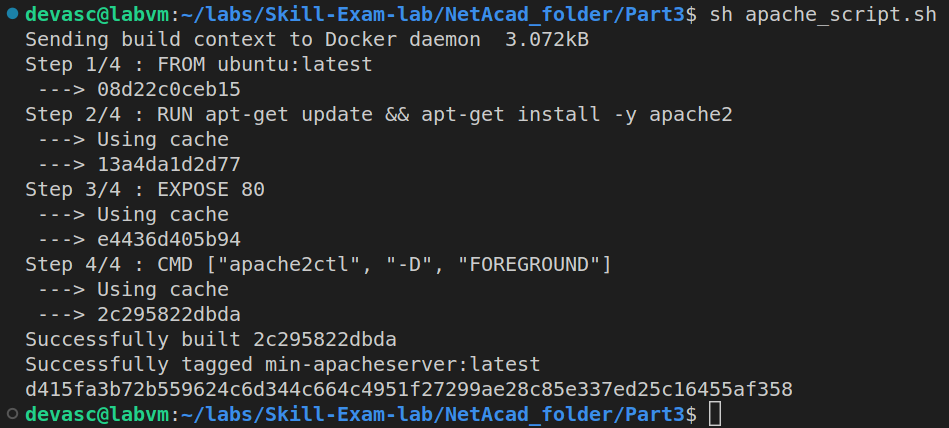 devasc@labvm:~/labs/Skill-Exam-lab/NetAcad_folder/Part3$ sh apache_script.sh
Sending build context to Docker daemon  3.072kB
Step 1/4 : FROM ubuntu:latest
 ---> 08d22c0ceb15
Step 2/4 : RUN apt-get update && apt-get install -y apache2
 ---> Using cache
 ---> 13a4da1d2d77
Step 3/4 : EXPOSE 80
 ---> Using cache
 ---> e4436d405b94
Step 4/4 : CMD ["apache2ctl", "-D", "FOREGROUND"]
 ---> Using cache
 ---> 2c295822dbda
Successfully built 2c295822dbda
Successfully tagged min-apacheserver:latest
d415fa3b72b559624c6d344c664c4951f27299ae28c85e337ed25c16455af358
devasc@labvm:~/labs/Skill-Exam-lab/NetAcad_folder/Part3$